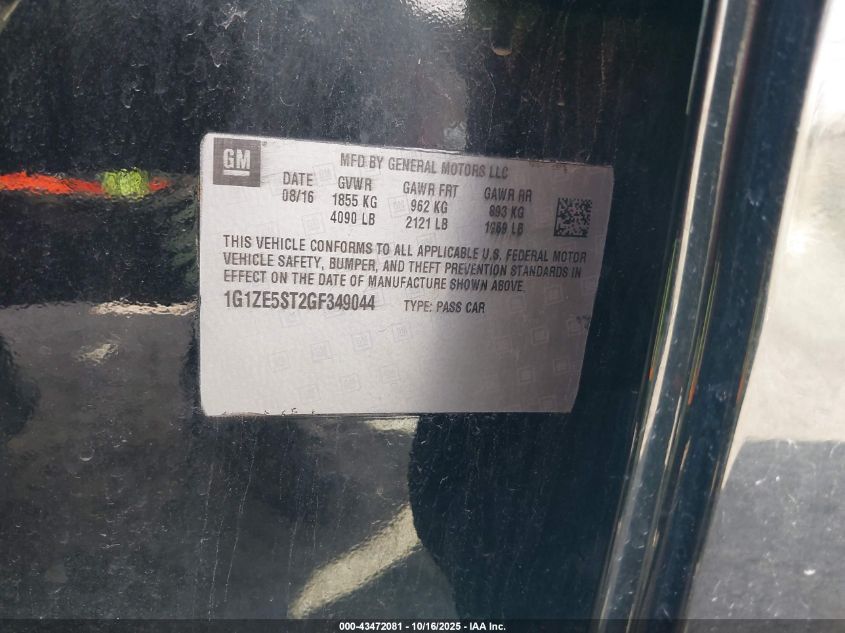 GM
MFD BY GENERAL MOTORS LLC
DATE GVWR GAWR FRT GAWR RR
08/16 1855 KG 962 KG 893 KG
4090 LB 2121 LB 1969 LB
THIS VEHICLE CONFORMS TO ALL APPLICABLE U.S. FEDERAL MOTOR
VEHICLE SAFETY, BUMPER, AND THEFT PREVENTION STANDARDS IN
EFFECT ON THE DATE OF MANUFACTURE SHOWN ABOVE.
1G1ZE5ST2GF349044 TYPE: PASS CAR
000-43472081 - 10/16/2025 - IAA Inc.